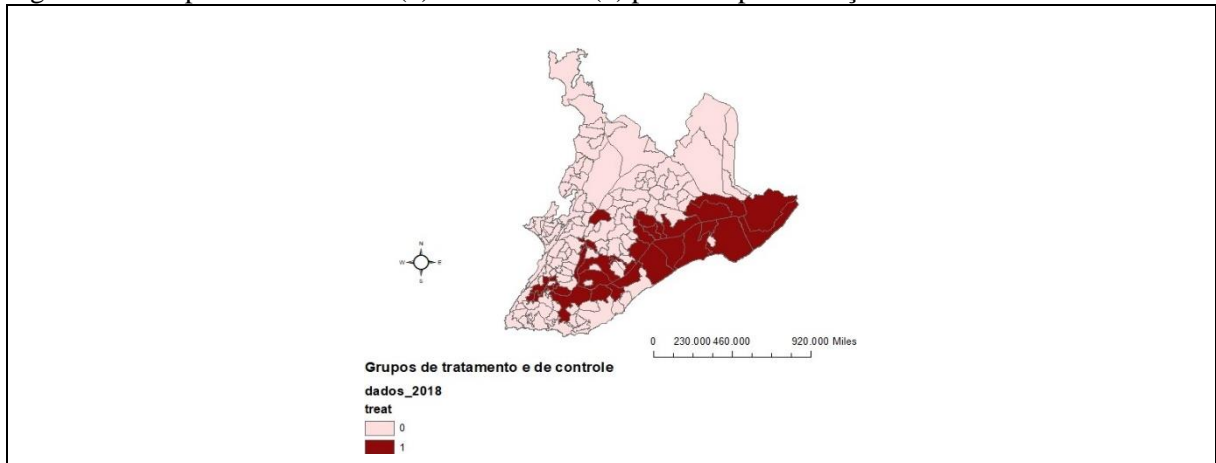 (
)
p
N
W
E
S
0 230.000 460.000 920.000 Miles
Grupos de tratamento e de controle
dados_2018
treat
0
1